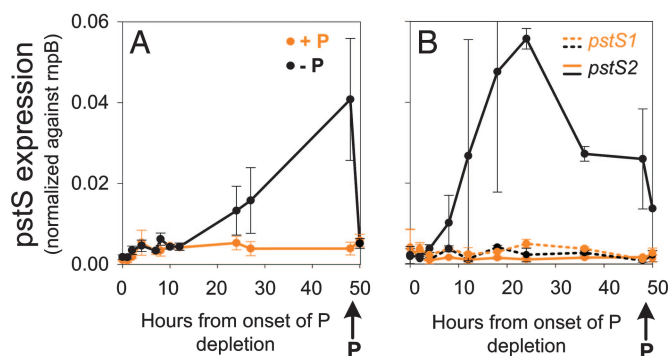 pstS expression
(normalized against rnpB)
0.06
0.04
0.02
0.00
A
+ P
- P
0 10 20 30 40 50
Hours from onset of P
depletion
P
B
pstS1
pstS2
0 10 20 30 40 50
Hours from onset of P
depletion
P